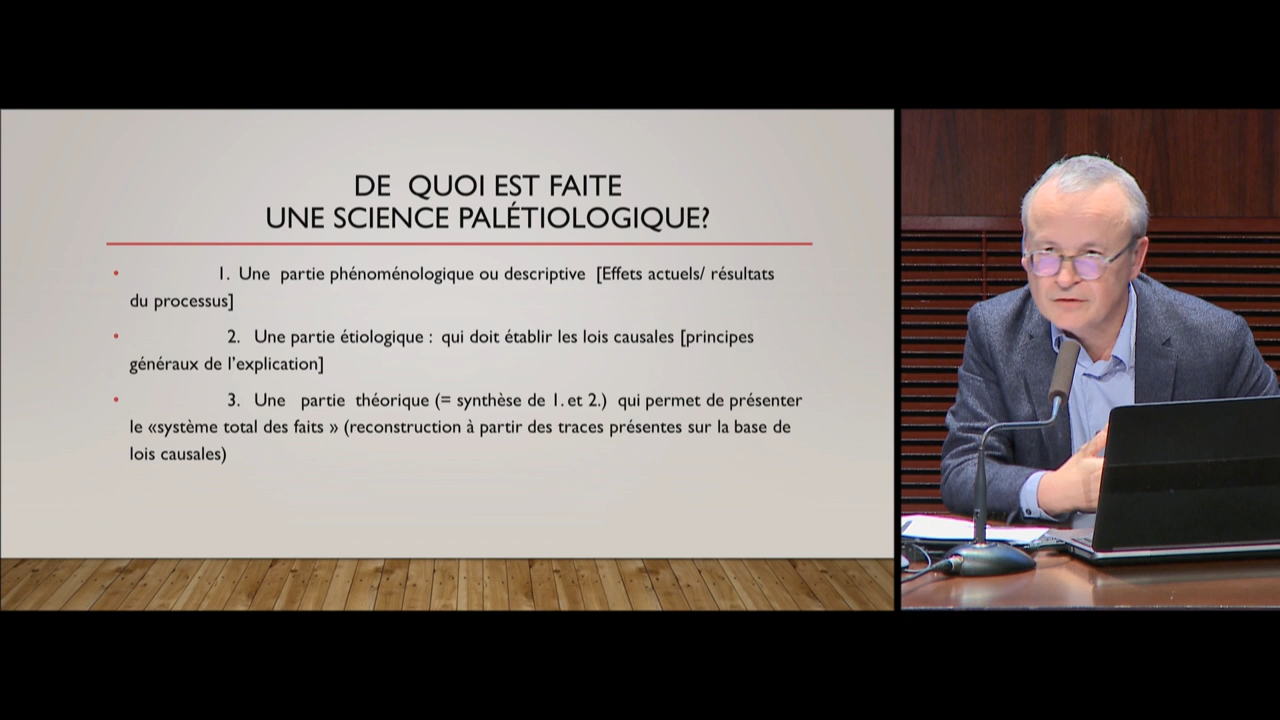 DE QUOI EST FAITE
UNE SCIENCE PALÉTIOLOGIQUE?
• 1. Une partie phénoménologique ou descriptive [Effets actuels/ résultats
du processus]
• 2. Une partie étiologique : qui doit établir les lois causales [principes
généraux de l’explication]
• 3. Une partie théorique (= synthèse de 1. et 2.) qui permet de présenter
le «système total des faits » (reconstruction à partir des traces présentes sur la base de
lois causales)